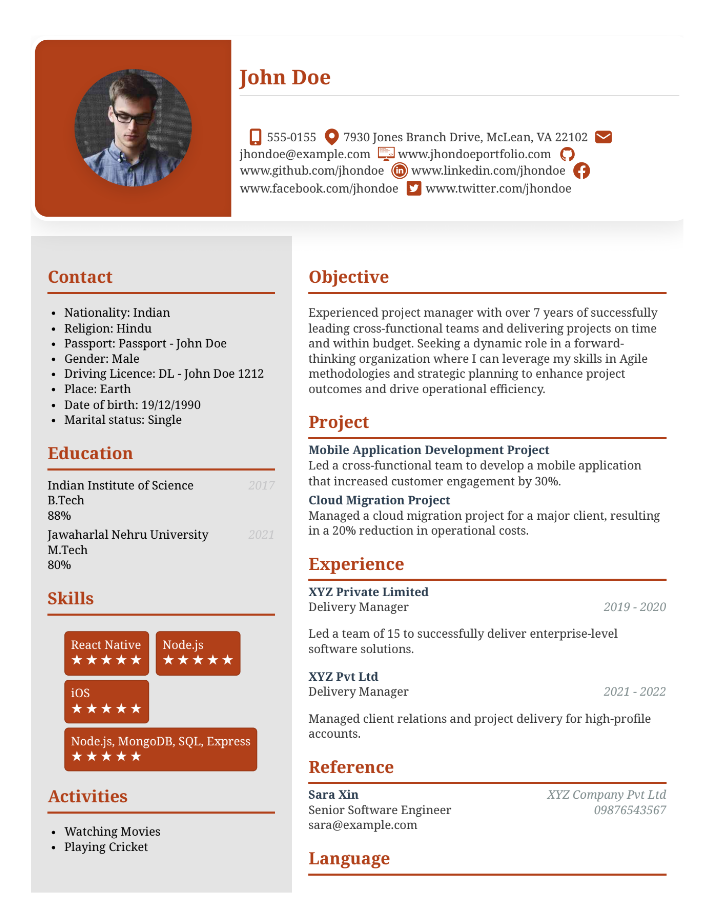 John Doe
555-0155 7930 Jones Branch Drive, McLean, VA 22102
jhondoe@example.com www.jhondoeportfolio.com
www.github.com/jhondoe www.linkedin.com/jhondoe
www.facebook.com/jhondoe www.twitter.com/jhondoe
Contact
• Nationality: Indian
• Religion: Hindu
• Passport: Passport - John Doe
• Gender: Male
• Driving Licence: DL - John Doe 1212
• Place: Earth
• Date of birth: 19/12/1990
• Marital status: Single
Education
Indian Institute of Science 2017
B.Tech
88%
Jawaharlal Nehru University 2021
M.Tech
80%
Skills
React Native Node.js
★★★★★ ★★★★★
iOS
★★★★★
Node.js, MongoDB, SQL, Express
★★★★★
Activities
• Watching Movies
• Playing Cricket
Objective
Experienced project manager with over 7 years of successfully
leading cross-functional teams and delivering projects on time
and within budget. Seeking a dynamic role in a forward-
thinking organization where I can leverage my skills in Agile
methodologies and strategic planning to enhance project
outcomes and drive operational efficiency.
Project
Mobile Application Development Project
Led a cross-functional team to develop a mobile application
that increased customer engagement by 30%.
Cloud Migration Project
Managed a cloud migration project for a major client, resulting
in a 20% reduction in operational costs.
Experience
XYZ Private Limited
Delivery Manager 2019 - 2020
Led a team of 15 to successfully deliver enterprise-level
software solutions.
XYZ Pvt Ltd
Delivery Manager 2021 - 2022
Managed client relations and project delivery for high-profile
accounts.
Reference
Sara Xin XYZ Company Pvt Ltd
Senior Software Engineer 09876543567
sara@example.com
Language